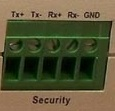 Tx+ Tx- Rx+ Rx- GND
Security